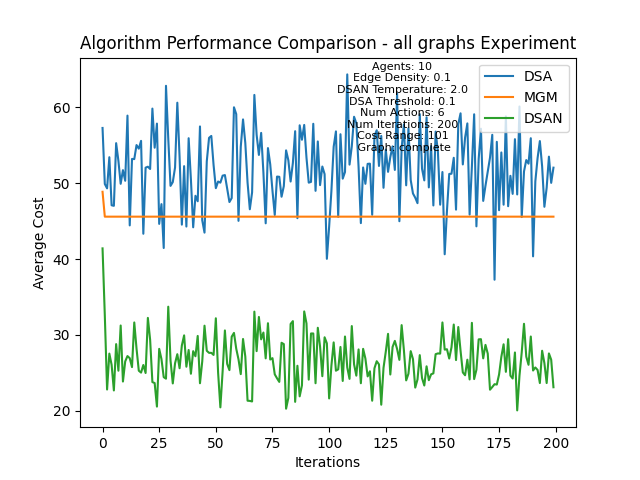 Algorithm Performance Comparison - all graphs Experiment
Agents: 10
Edge Density: 0.1
DSAN Temperature: 2.0
DSA Threshold: 0.1
Num Actions: 6
Num Iterations: 200
Cost Range: 101
Graph: complete
DSA
MGM
DSAN
Average Cost
60
50
40
30
20
0 25 50 75 100 125 150 175 200
Iterations